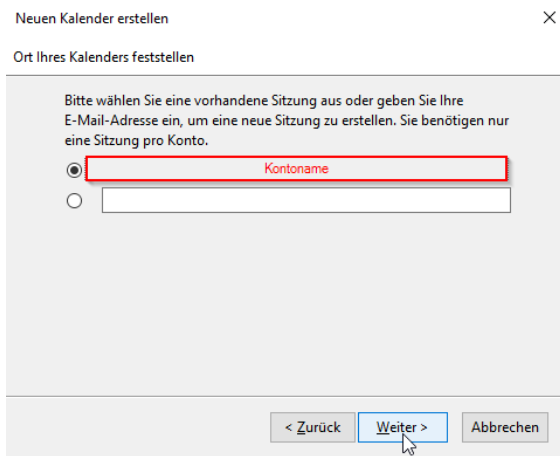 Neuen Kalender erstellen
Ort Ihres Kalenders feststellen
Bitte wählen Sie eine vorhandene Sitzung aus oder geben Sie Ihre
E-Mail-Adresse ein, um eine neue Sitzung zu erstellen. Sie benötigen nur
eine Sitzung pro Konto.
Kontoname
< Zurück Weiter > Abbrechen